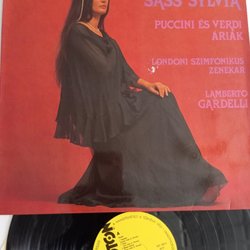 SASS SYLVIA
PUCCINI ÉS VERDI
ÁRIÁK
LONDONI SZIMFONIKUS
ZENEKAR
LAMBERTO
GARDELLI